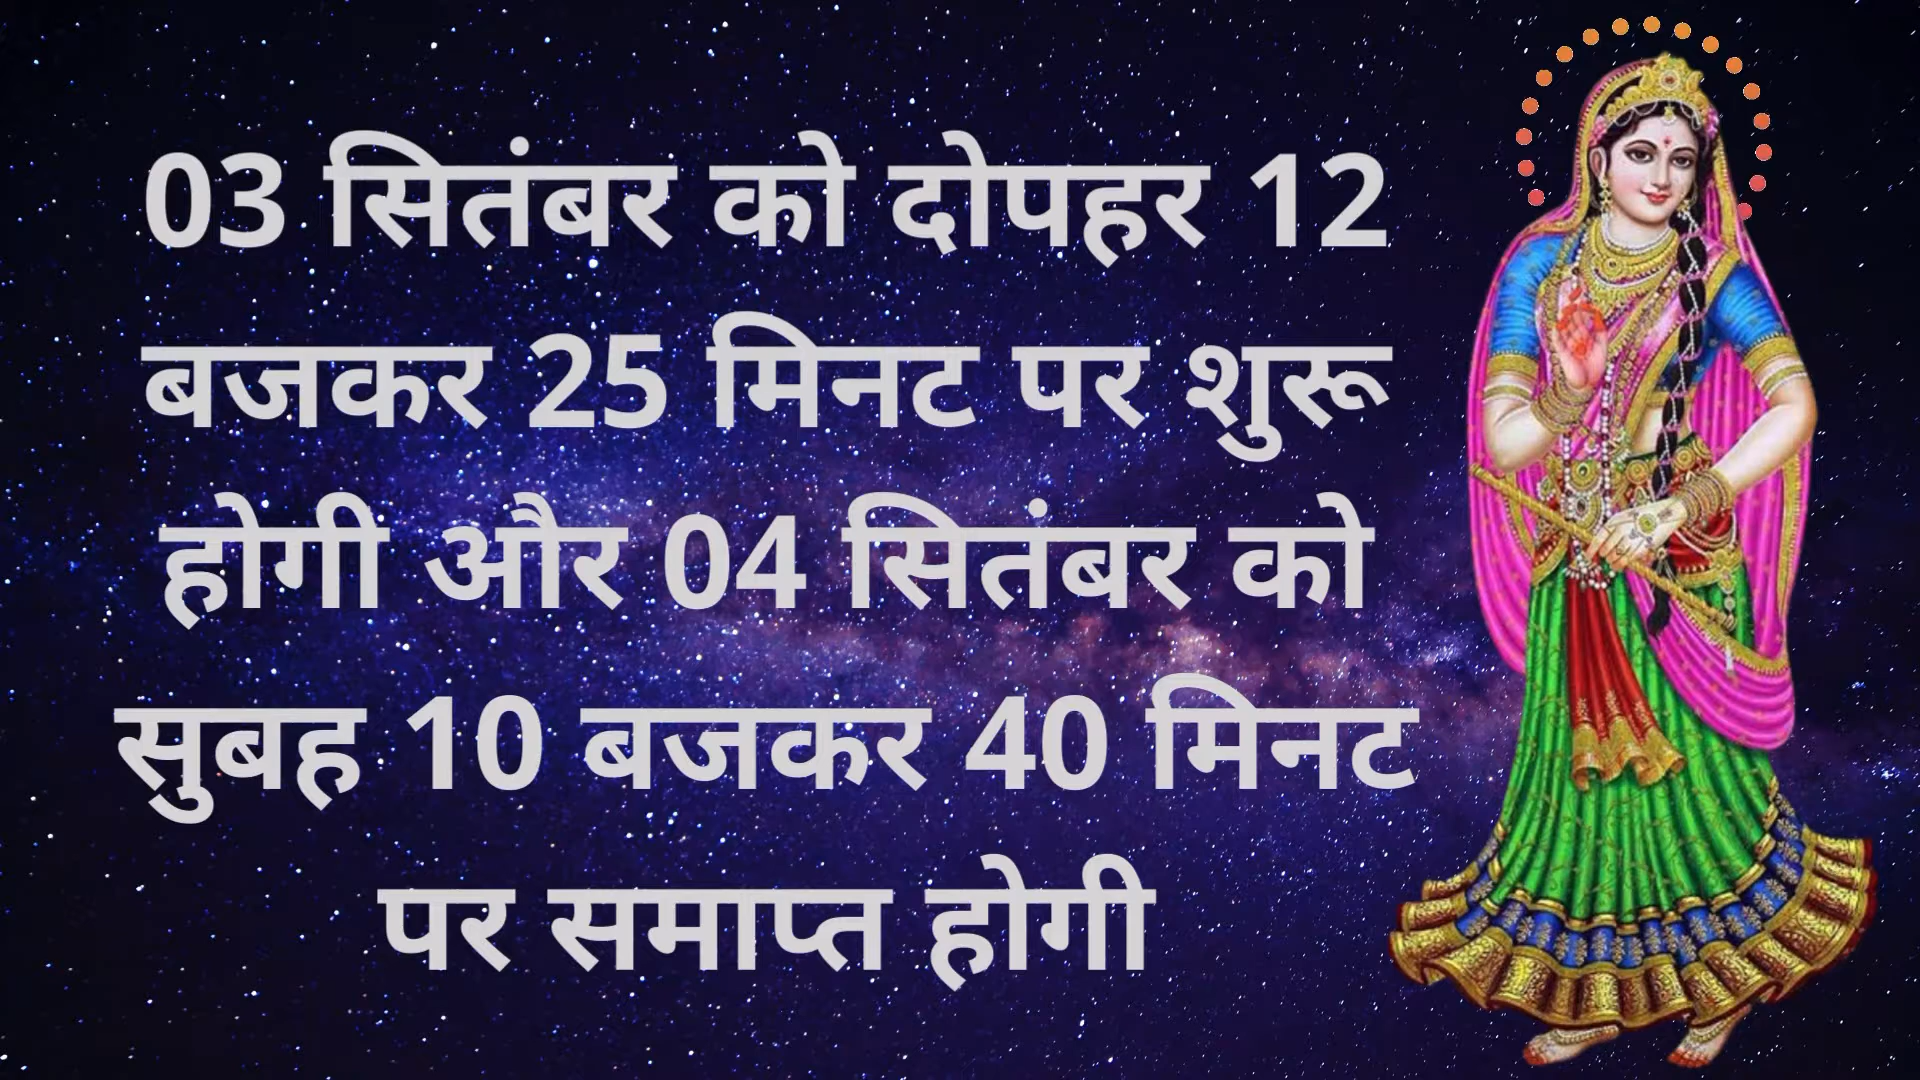 03 सितंबर को दोपहर 12
बजकर 25 मिनट पर शुरू
होगी और 04 सितंबर को
सुबह 10 बजकर 40 मिनट
पर समाप्त होगी